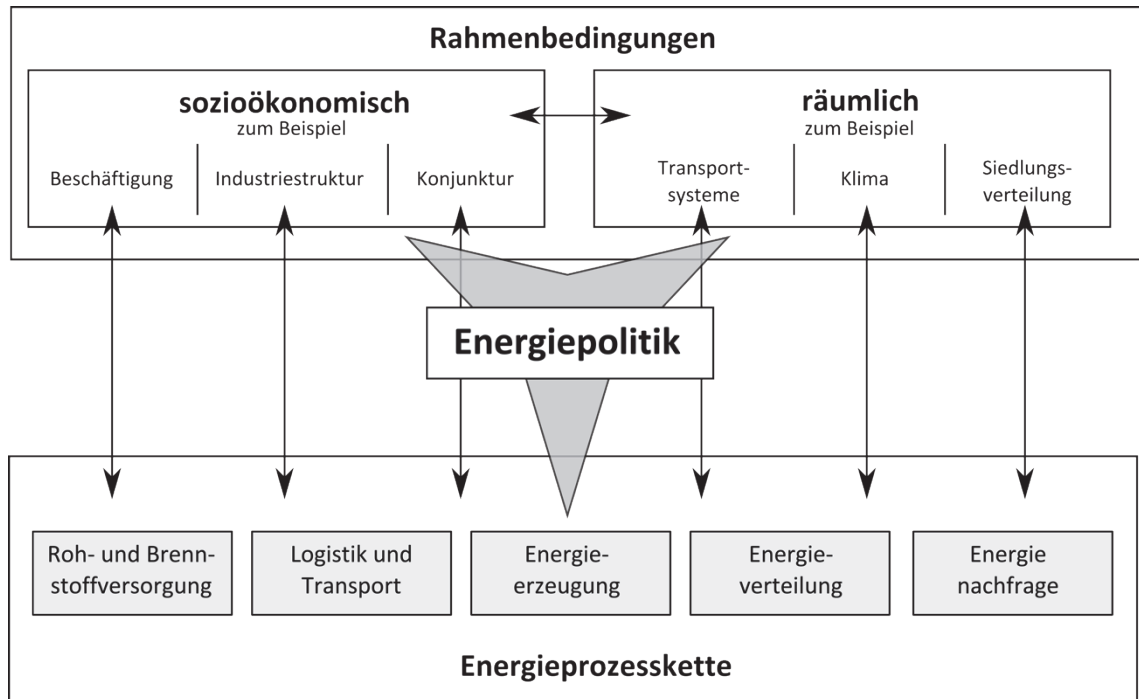 Rahmenbedingungen
sozioökonomisch
zum Beispiel
Beschäftigung
Industriestruktur
Konjunktur
räumlich
zum Beispiel
Transport-
systeme
Klima
Siedlungs-
verteilung
Energiepolitik
Roh- und Brenn-
stoffversorgung
Logistik und
Transport
Energie-
erzeugung
Energie-
verteilung
Energie
nachfrage
Energieprozesskette